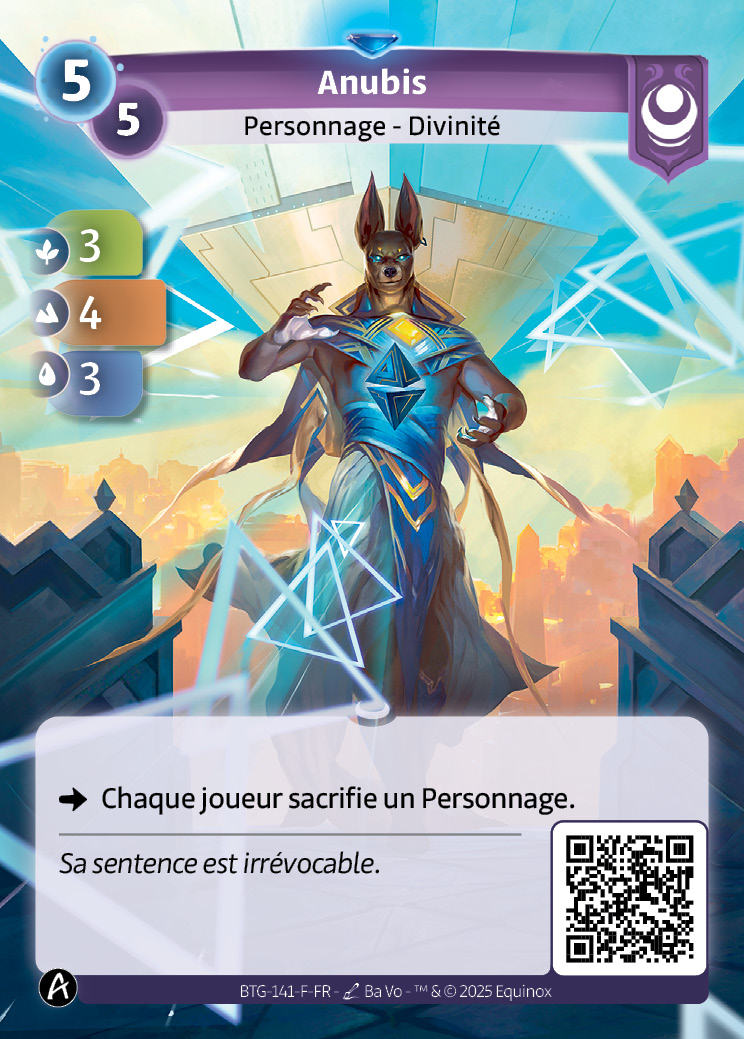 5
Anubis
5
Personnage - Divinité
3
4
3
Chaque joueur sacrifie un Personnage.
Sa sentence est irrévocable.
BTG-141-F-FR - Ba Vo - ™ & © 2025 Equinox